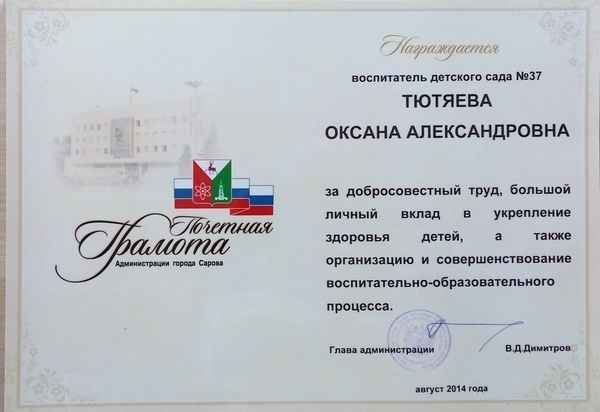 Почетная
Грамота
Администрации города Сарова
Награждается
воспитатель детского сада №37
ТЮТЯЕВА
ОКСАНА АЛЕКСАНДРОВНА
за добросовестный труд, большой
личный вклад в укрепление
здоровья детей, а также
организацию и совершенствование
воспитательно-образовательного
процесса.
Глава администрации В.Д.Димитров
август 2014 года